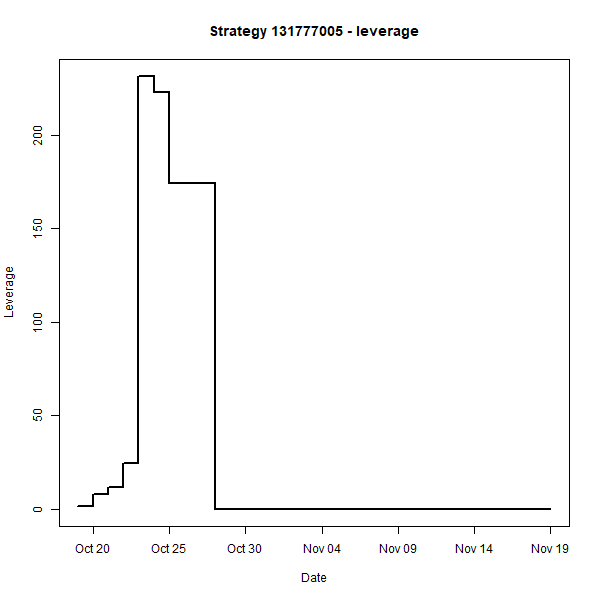 Strategy 131777005 - leverage
Leverage
200
150
100
50
0
Oct 20 Oct 25 Oct 30 Nov 04 Nov 09 Nov 14 Nov 19
Date